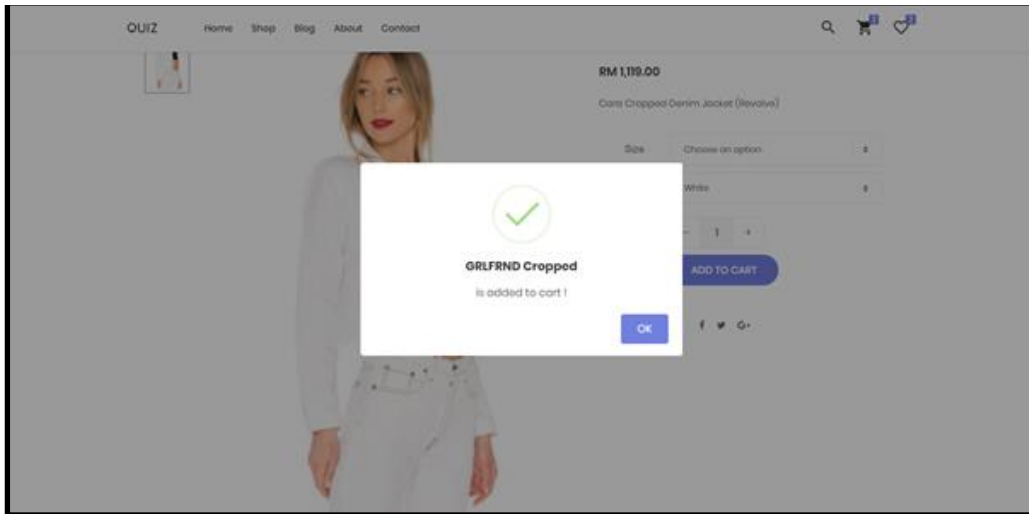 QUIZ
Home Shop Blog About Contact
RM 1,119.00
Cara Cropped Denim Jacket (Revolve)
Size Choose an option
White
GRLFRND Cropped
is added to cart !
OK
- 1 +
ADD TO CART
f G+